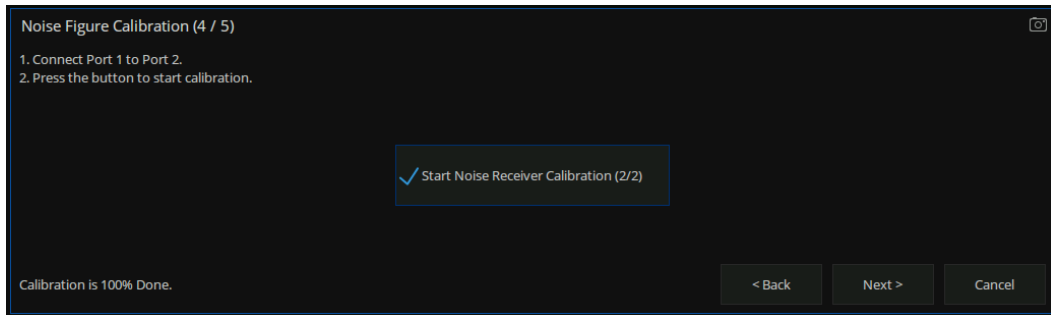 Noise Figure Calibration (4 / 5)
1. Connect Port 1 to Port 2.
2. Press the button to start calibration.
Start Noise Receiver Calibration (2/2)
Calibration is 100% Done.
< Back
Next >
Cancel